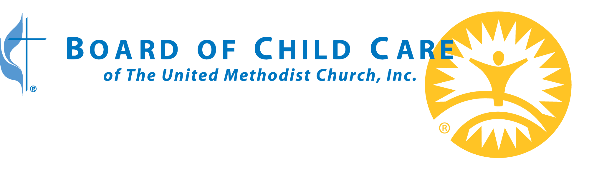 BOARD OF CHILD CARE
of The United Methodist Church, Inc.
®
®